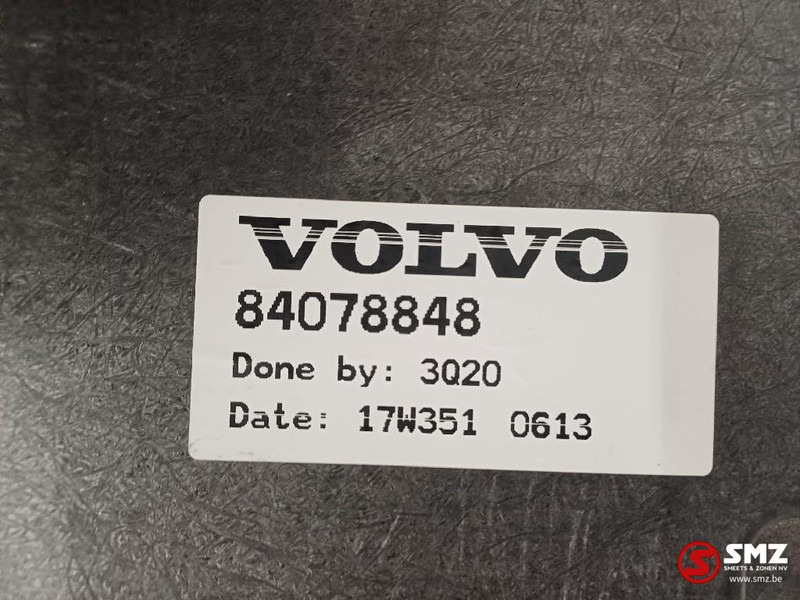 VOLVO
84078848
Done by: 3Q20
Date: 17W351 0613
SMZ
SMEETS & ZONEN NV
www.smz.be